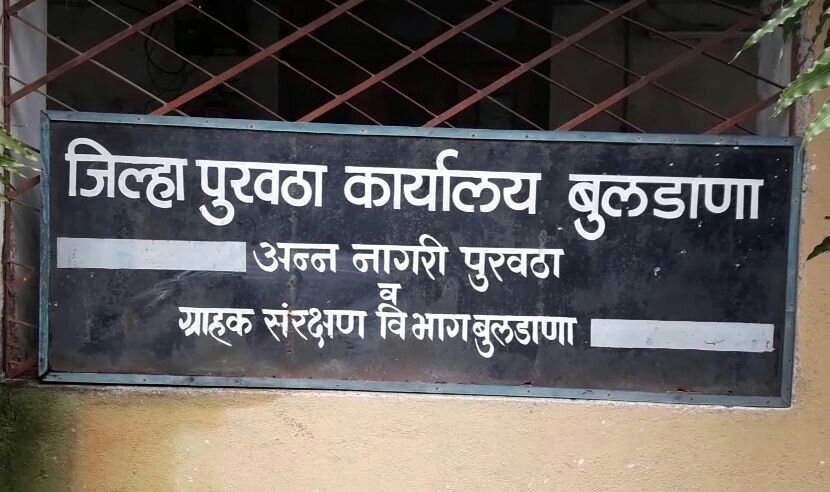 जिल्हा पुरवठा कार्यालय बुलडाणा
अन्न नागरी पुरवठा
व
ग्राहक संरक्षण विभाग बुलडाणा